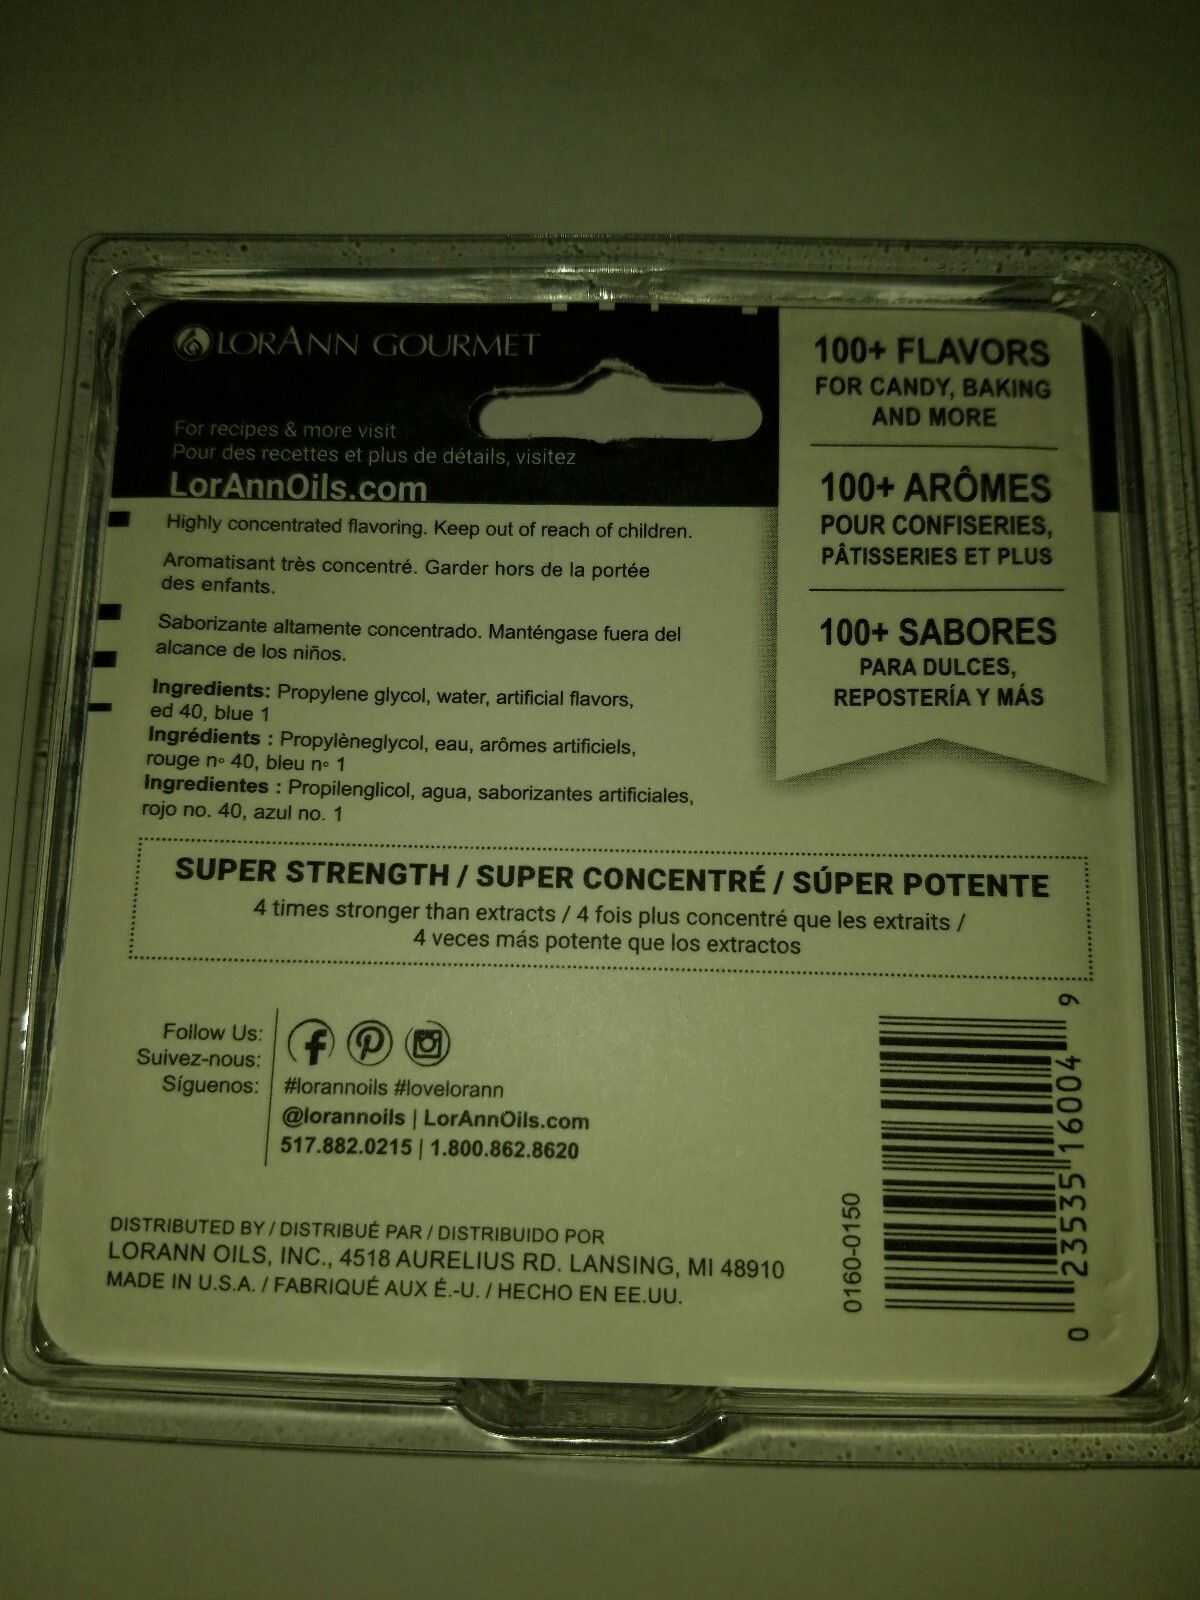 LORANN GOURMET
For recipes & more visit
Pour des recettes et plus de détails, visitez
LorAnnOils.com
Highly concentrated flavoring. Keep out of reach of children.
Aromatisant très concentré. Garder hors de la portée
des enfants.
Saborizante altamente concentrado. Manténgase fuera del
alcance de los niños.
Ingredients: Propylene glycol, water, artificial flavors,
ed 40, blue 1
Ingrédients : Propylèneglycol, eau, arômes artificiels,
rouge nº 40, bleu nº 1
Ingredientes : Propilenglicol, agua, saborizantes artificiales,
rojo no. 40, azul no. 1
100+ FLAVORS
FOR CANDY, BAKING
AND MORE
100+ ARÔMES
POUR CONFISERIES,
PÂTISSERIES ET PLUS
100+ SABORES
PARA DULCES,
REPOSTERÍA Y MÁS
SUPER STRENGTH / SUPER CONCENTRÉ / SÚPER POTENTE
4 times stronger than extracts / 4 fois plus concentré que les extraits /
4 veces más potente que los extractos
Follow Us:
Suivez-nous:
Síguenos:
#lorannoils #lovelorann
@lorannoils | LorAnnOils.com
517.882.0215 | 1.800.862.8620
DISTRIBUTED BY / DISTRIBUÉ PAR / DISTRIBUIDO POR
LORANN OILS, INC., 4518 AURELIUS RD. LANSING, MI 48910
MADE IN U.S.A. / FABRIQUÉ AUX É.-U. / HECHO EN EE.UU.
0160-0150
0 23535 16004 9